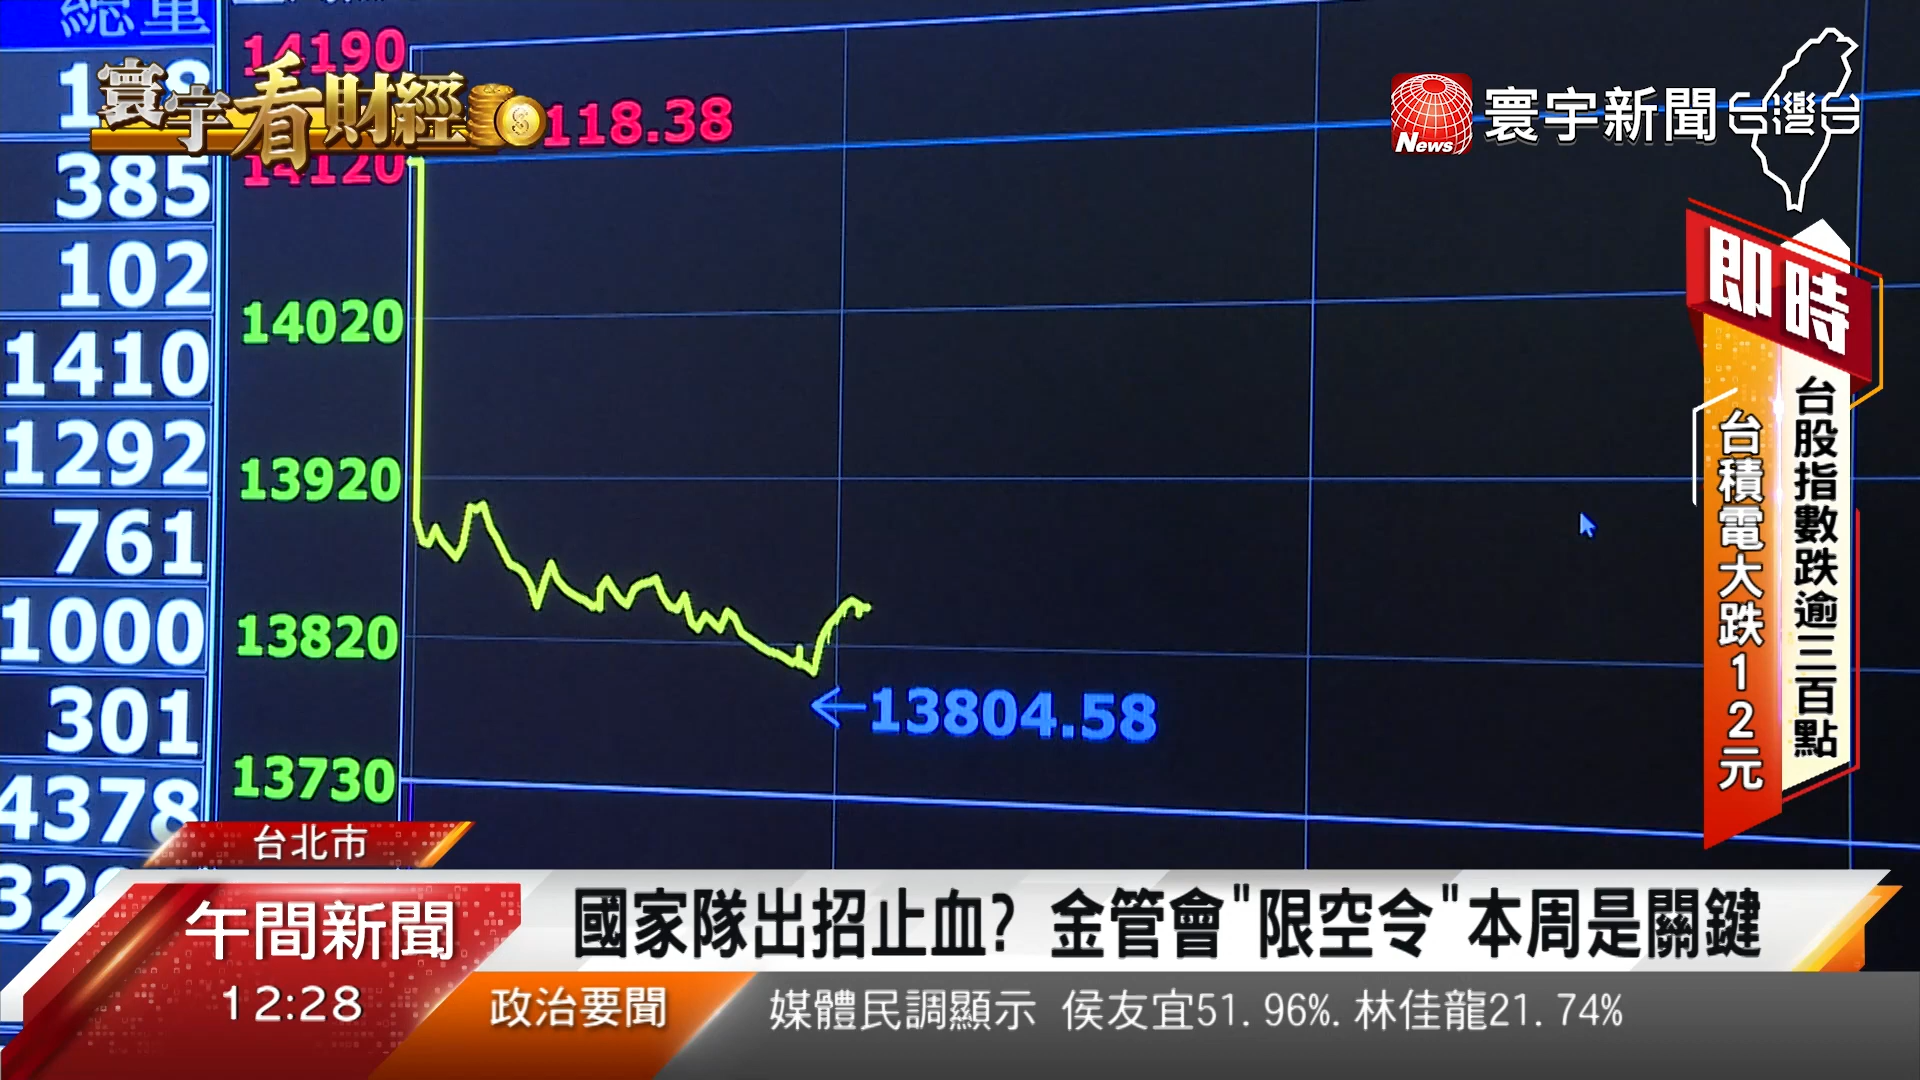 總重
14190
寰宇看財經
118.38
14120
寰宇新聞 台灣台
News
385
102
1410
1292
761
1000
301
4378
14020
13920
13820
13730
13804.58
即時
台股指數跌逾三百點
台積電大跌12元
台北市
午間新聞
12:28
國家隊出招止血? 金管會"限空令"本周是關鍵
政治要聞
媒體民調顯示 侯友宜51.96%.林佳龍21.74%